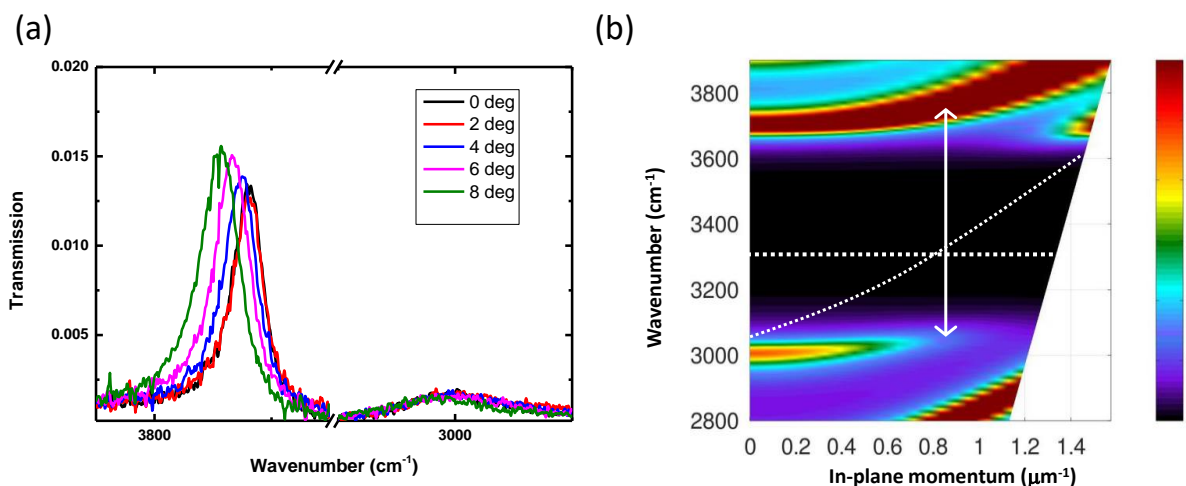 (a)
0.020
0.015
0.010
0.005
Transmission
0 deg
2 deg
4 deg
6 deg
8 deg
3800
3000
Wavenumber (cm⁻¹)
(b)
3800
3600
3400
3200
3000
2800
Wavenumber (cm⁻¹)
0 0.2 0.4 0.6 0.8 1 1.2 1.4
In-plane momentum (μm⁻¹)